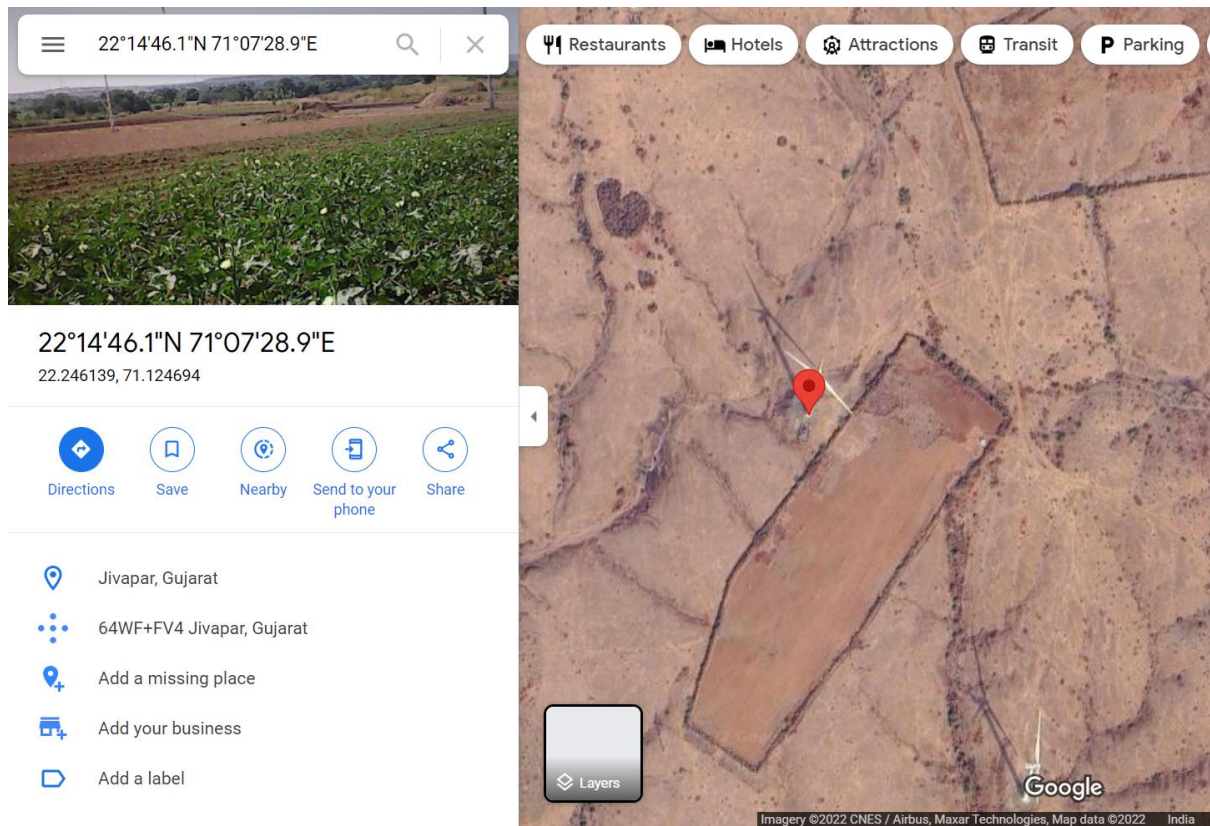 22°14'46.1"N 71°07'28.9"E
Restaurants
Hotels
Attractions
Transit
Parking
22°14'46.1"N 71°07'28.9"E
22.246139, 71.124694
Directions
Save
Nearby
Send to your
phone
Share
Jivapar, Gujarat
64WF+FV4 Jivapar, Gujarat
Add a missing place
Add your business
Add a label
Layers
Google
Imagery ©2022 CNES / Airbus, Maxar Technologies, Map data ©2022 India